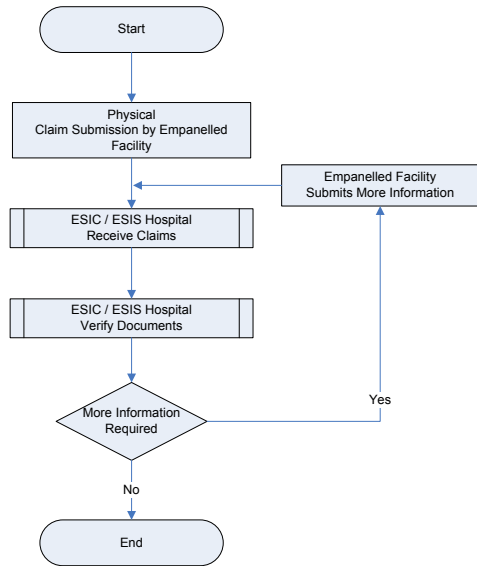 Start
Physical
Claim Submission by Empanelled
Facility
Empanelled Facility
Submits More Information
ESIC / ESIS Hospital
Receive Claims
ESIC / ESIS Hospital
Verify Documents
More Information
Required
Yes
No
End